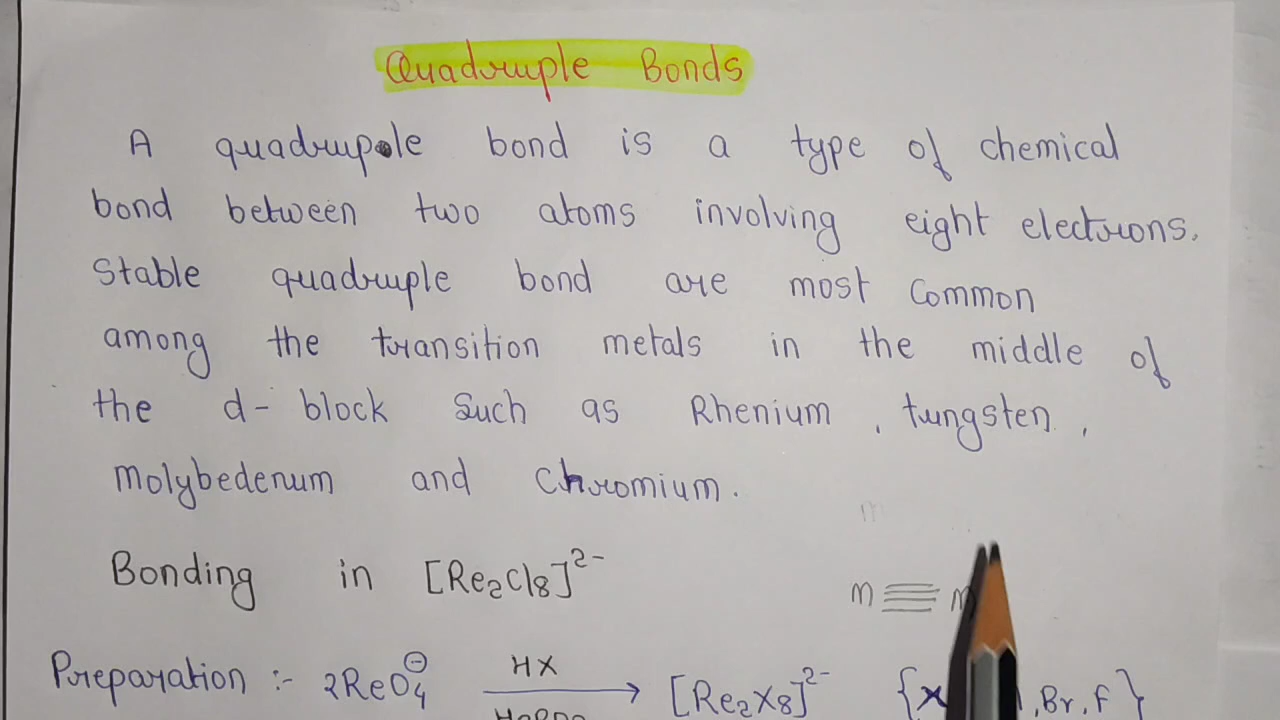 Quadruple Bonds
A quadrupole bond is a type of chemical
bond between two atoms involving eight electrons.
Stable quadruple bond are most common
among the transition metals in the middle of
the d- block such as Rhenium, tungsten,
Molybedenum and Chromium.
Bonding in [Re₂Cl₈]²⁻
m ≣ m
Preparation :- 2ReO₄⊖ HX → [Re₂X₈]²⁻ {X , Br, F}